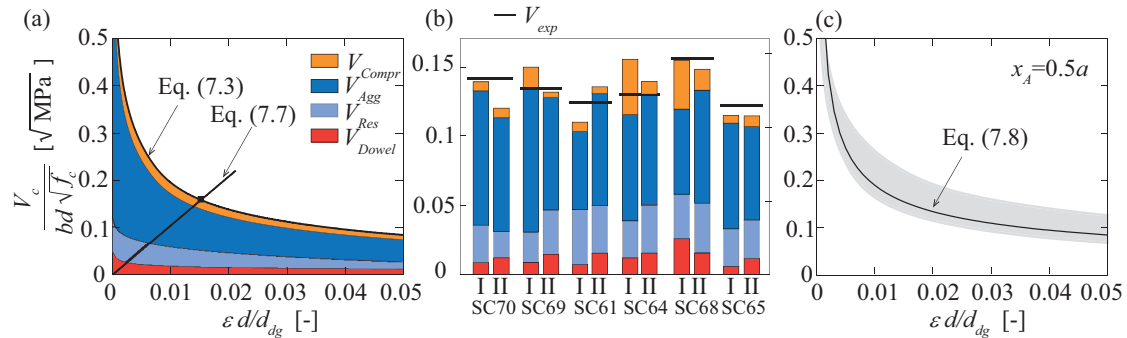 (a)
0.5
0.4
0.3
0.2
0.1
0
V_c / bd √f_c [√MPa]
Eq. (7.3)
Eq. (7.7)
V_Compr
V_Agg
V_Res
V_Dowel
0 0.01 0.02 0.03 0.04 0.05
ε d/d_dg [-]
(b)
V_exp
0.15
0.1
0.05
0
I II I II I II I II I II I II
SC70 SC69 SC61 SC64 SC68 SC65
(c)
0.5
0.4
0.3
0.2
0.1
0
x_A=0.5a
Eq. (7.8)
0 0.01 0.02 0.03 0.04 0.05
ε d/d_dg [-]